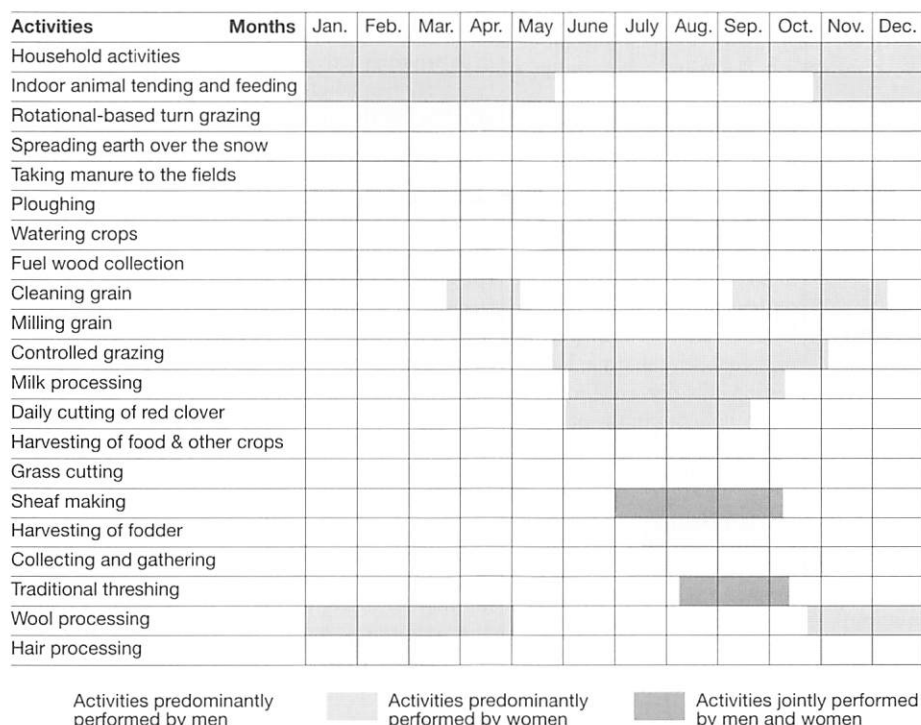 Activities Months Jan. Feb. Mar. Apr. May June July Aug. Sep. Oct. Nov. Dec.
Household activities
Indoor animal tending and feeding
Rotational-based turn grazing
Spreading earth over the snow
Taking manure to the fields
Ploughing
Watering crops
Fuel wood collection
Cleaning grain
Milling grain
Controlled grazing
Milk processing
Daily cutting of red clover
Harvesting of food & other crops
Grass cutting
Sheaf making
Harvesting of fodder
Collecting and gathering
Traditional threshing
Wool processing
Hair processing
Activities predominantly
performed by men
Activities predominantly
performed by women
Activities jointly performed
by men and women